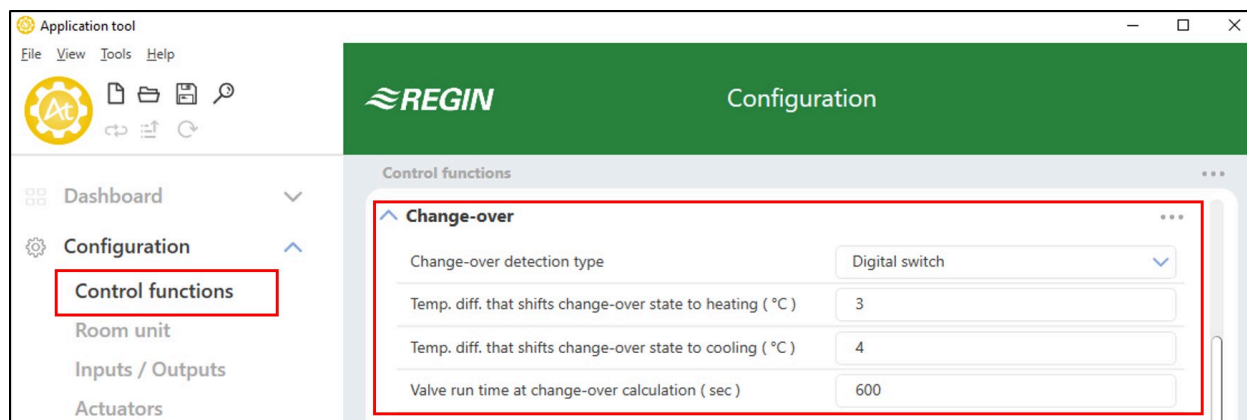 Application tool
File View Tools Help
At
REGIN
Configuration
Dashboard
Configuration
Control functions
Room unit
Inputs / Outputs
Actuators
Control functions
Change-over
Change-over detection type Digital switch
Temp. diff. that shifts change-over state to heating ( °C ) 3
Temp. diff. that shifts change-over state to cooling ( °C ) 4
Valve run time at change-over calculation ( sec ) 600